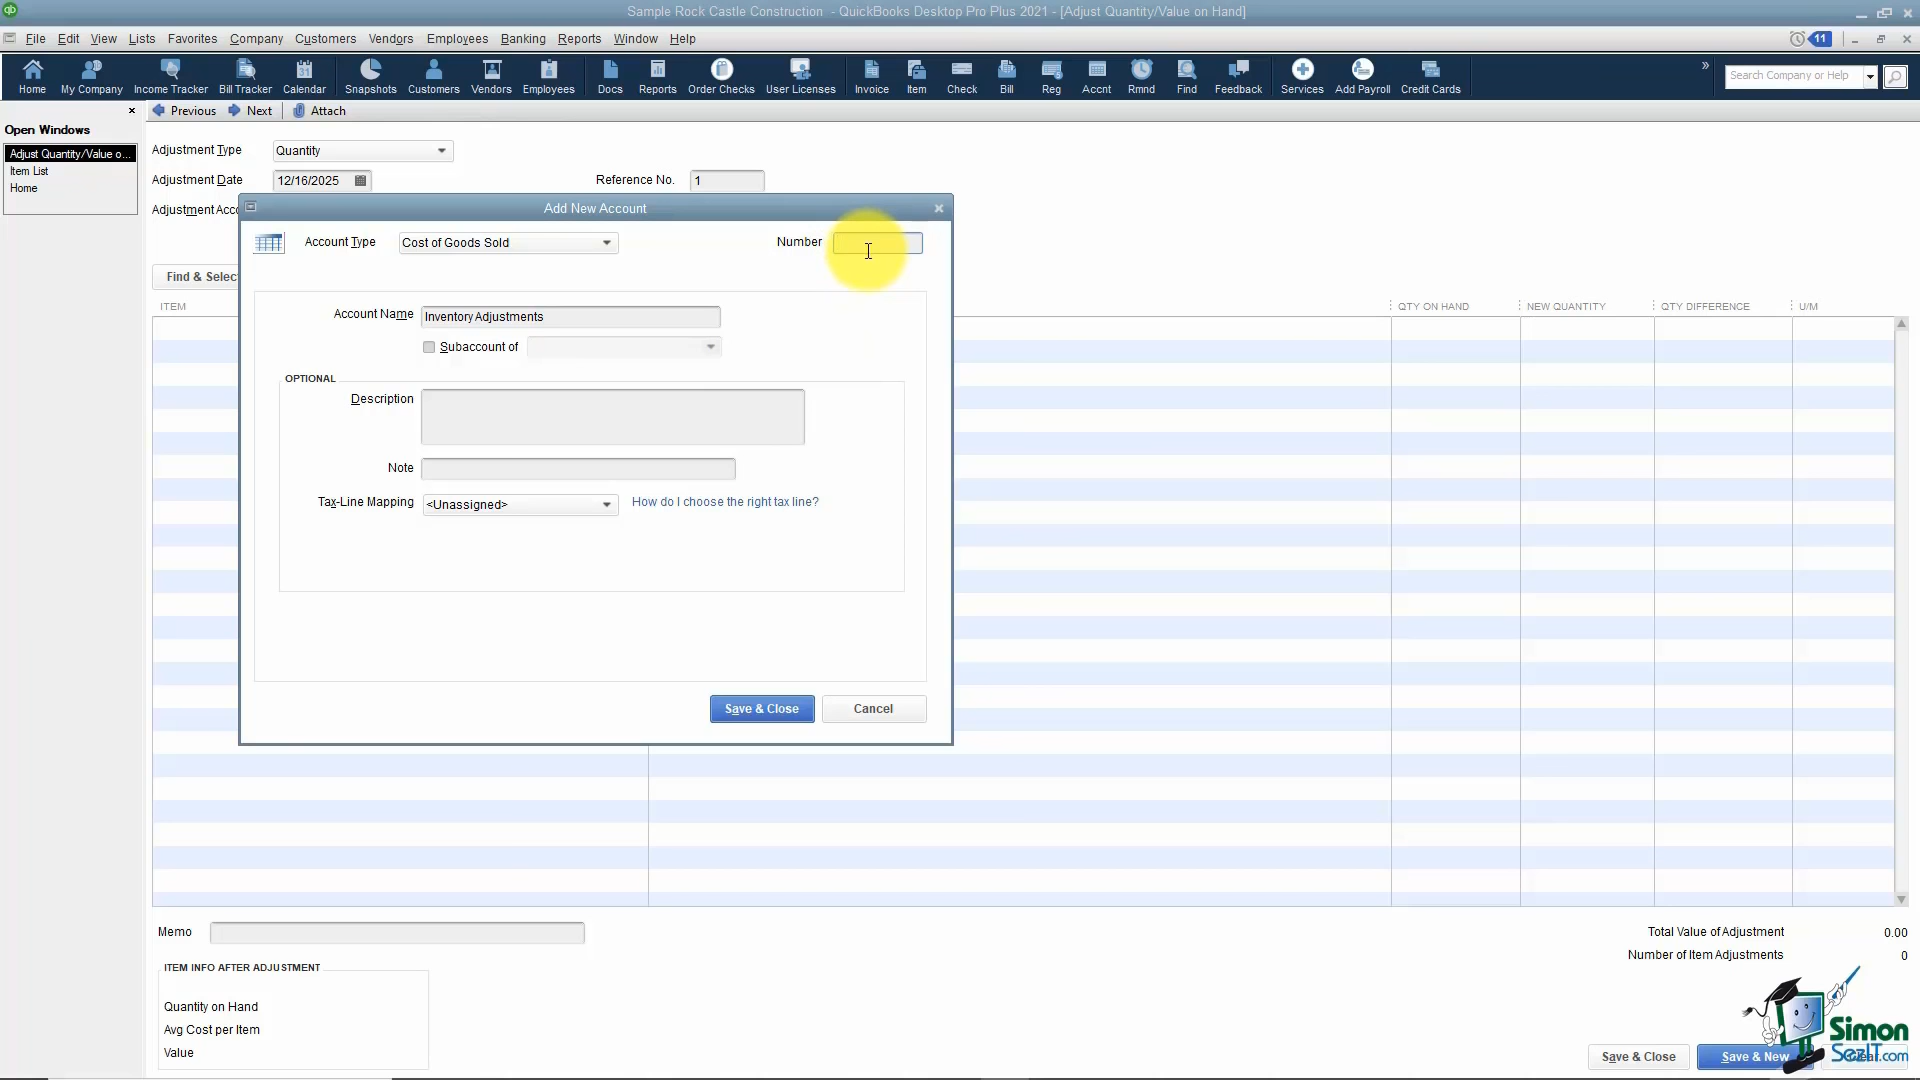 Sample Rock Castle Construction - QuickBooks Desktop Pro Plus 2021 - [Adjust Quantity/Value on Hand]
File Edit View Lists Favorites Company Customers Vendors Employees Banking Reports Window Help
11
Home My Company Income Tracker Bill Tracker Calendar Snapshots Customers Vendors Employees Docs Reports Order Checks User Licenses Invoice Item Check Bill Reg Accnt Rmnd Find Feedback Services Add Payroll Credit Cards
Search Company or Help
Previous Next Attach
Open Windows
Adjust Quantity/Value o...
Item List
Home
Adjustment Type Quantity
Adjustment Date 12/16/2025 Reference No. 1
Adjustment Acco
Add New Account
Account Type Cost of Goods Sold Number
Find & Selec
ITEM QTY ON HAND NEW QUANTITY QTY DIFFERENCE U/M
Account Name Inventory Adjustments
Subaccount of
OPTIONAL
Description
Note
Tax-Line Mapping <Unassigned> How do I choose the right tax line?
Save & Close Cancel
Memo
Total Value of Adjustment 0.00
Number of Item Adjustments 0
ITEM INFO AFTER ADJUSTMENT
Quantity on Hand
Avg Cost per Item
Value
Save & Close Save & New
Simon
SezIT.com